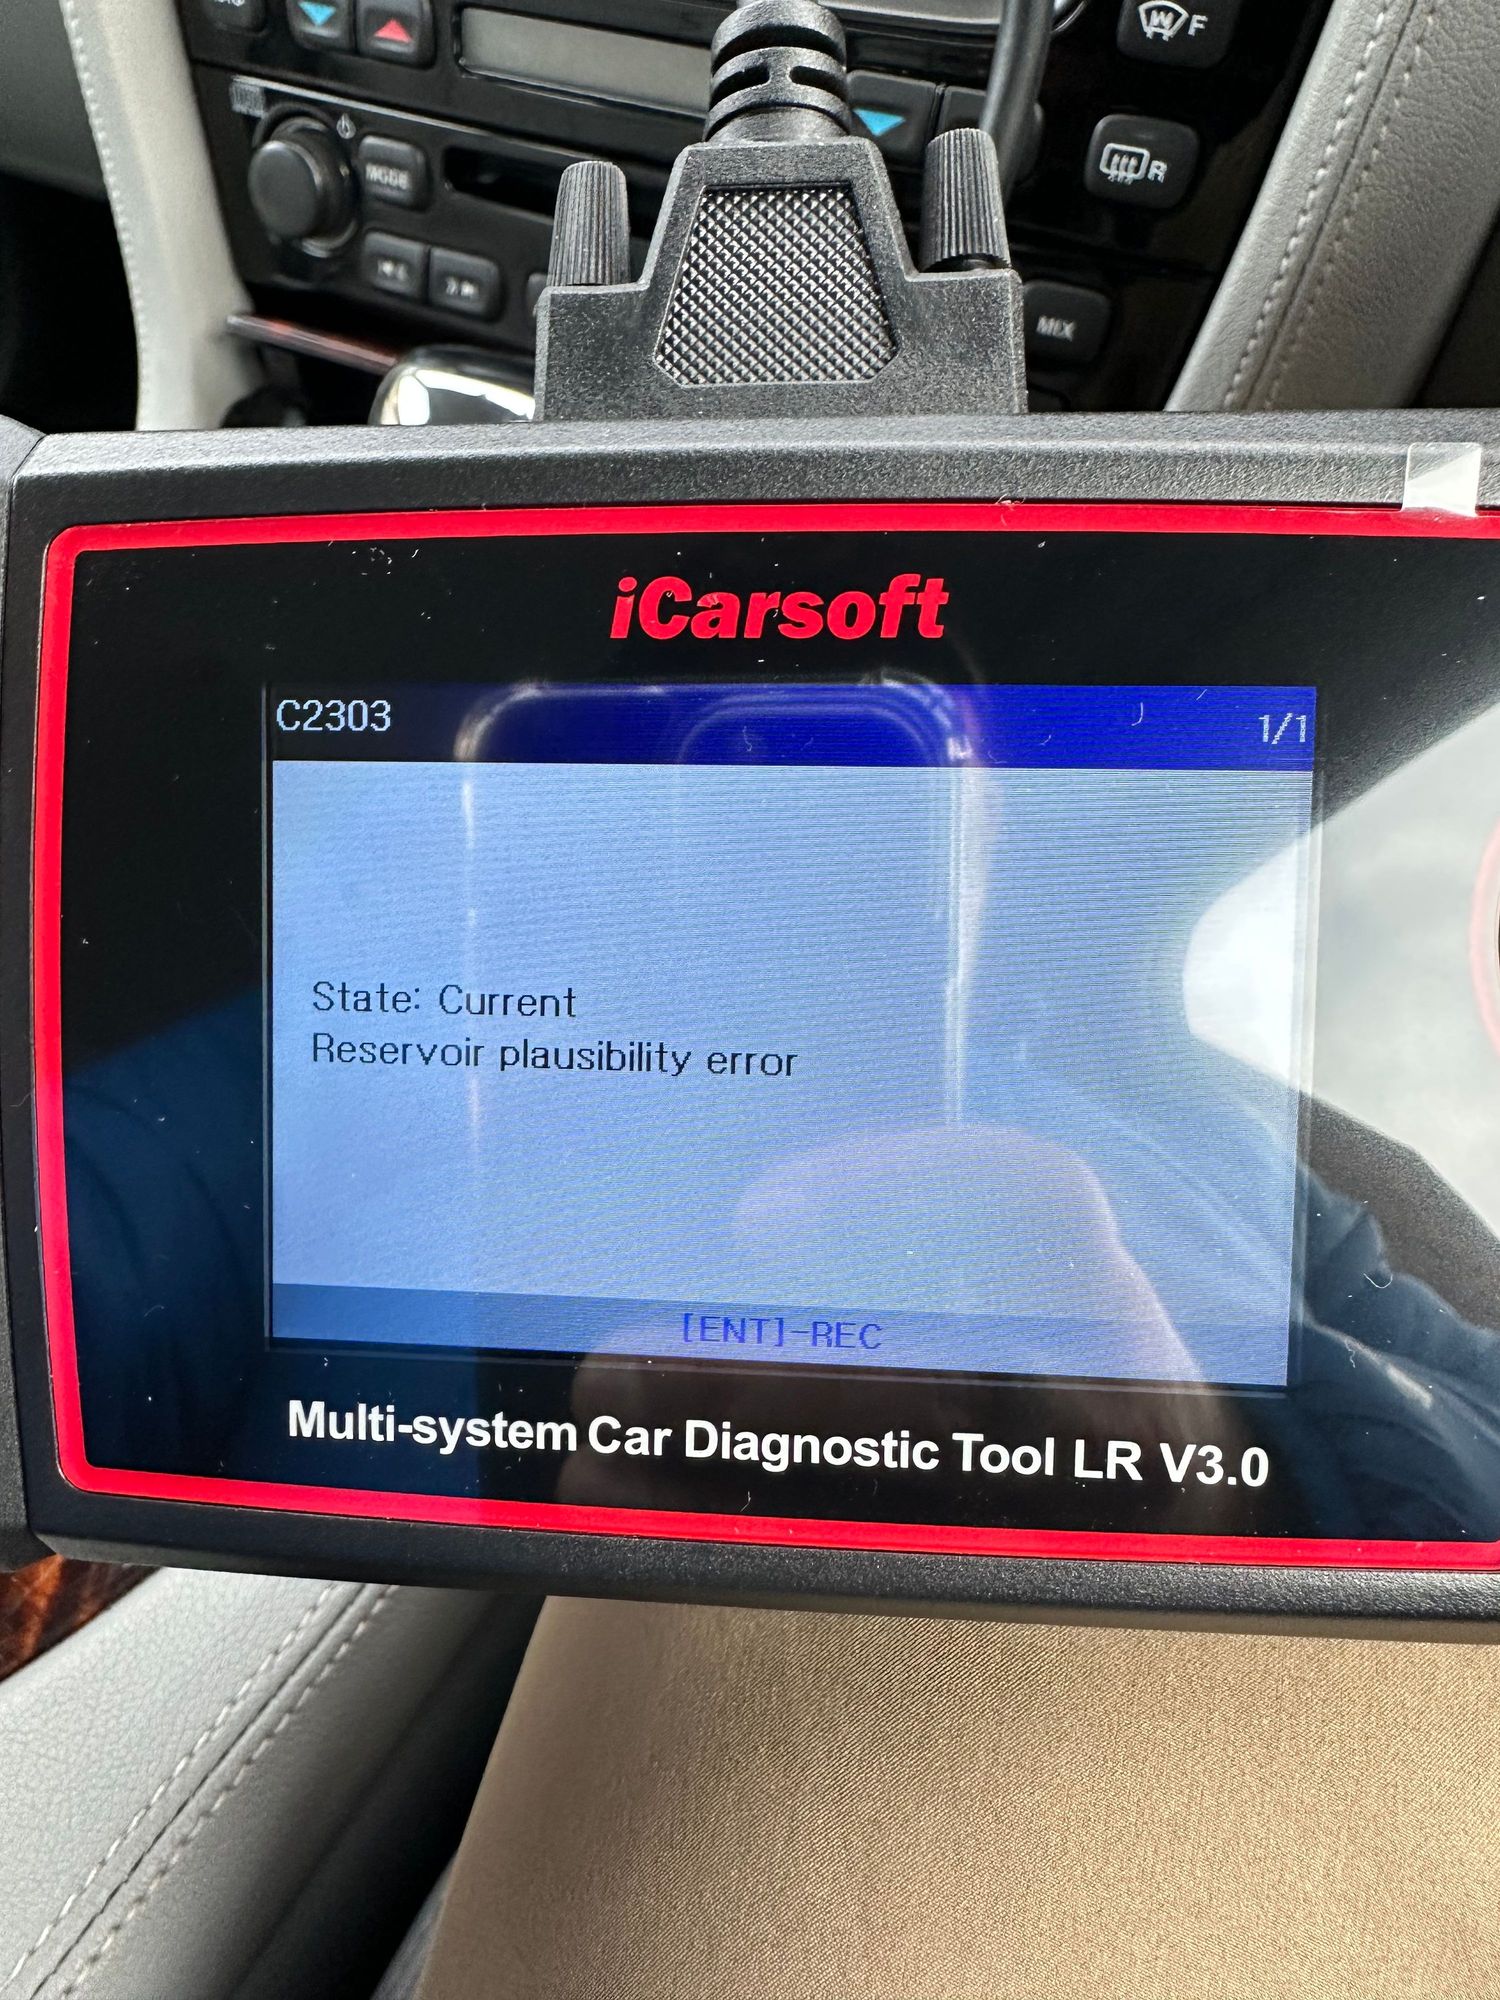 F
MODE
R
MIX
iCarsoft
C2303
1/1
State: Current
Reservoir plausibility error
[ENT]-REC
Multi-system Car Diagnostic Tool LR V3.0